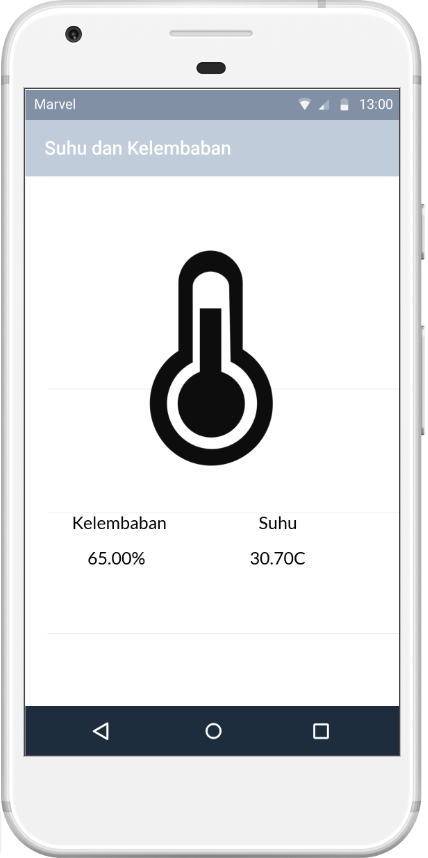 Marvel 13:00
Suhu dan Kelembaban
Kelembaban Suhu
65.00% 30.70C